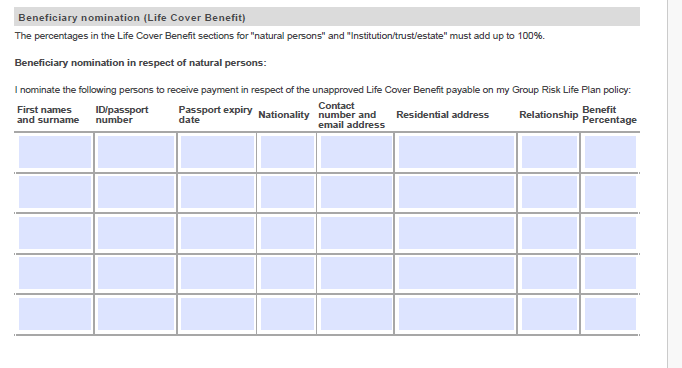 Beneficiary nomination (Life Cover Benefit)
The percentages in the Life Cover Benefit sections for "natural persons" and "Institution/trust/estate" must add up to 100%.
Beneficiary nomination in respect of natural persons:
I nominate the following persons to receive payment in respect of the unapproved Life Cover Benefit payable on my Group Risk Life Plan policy:
First names and surname
ID/passport number
Passport expiry date
Nationality
Contact number and email address
Residential address
Relationship
Benefit Percentage